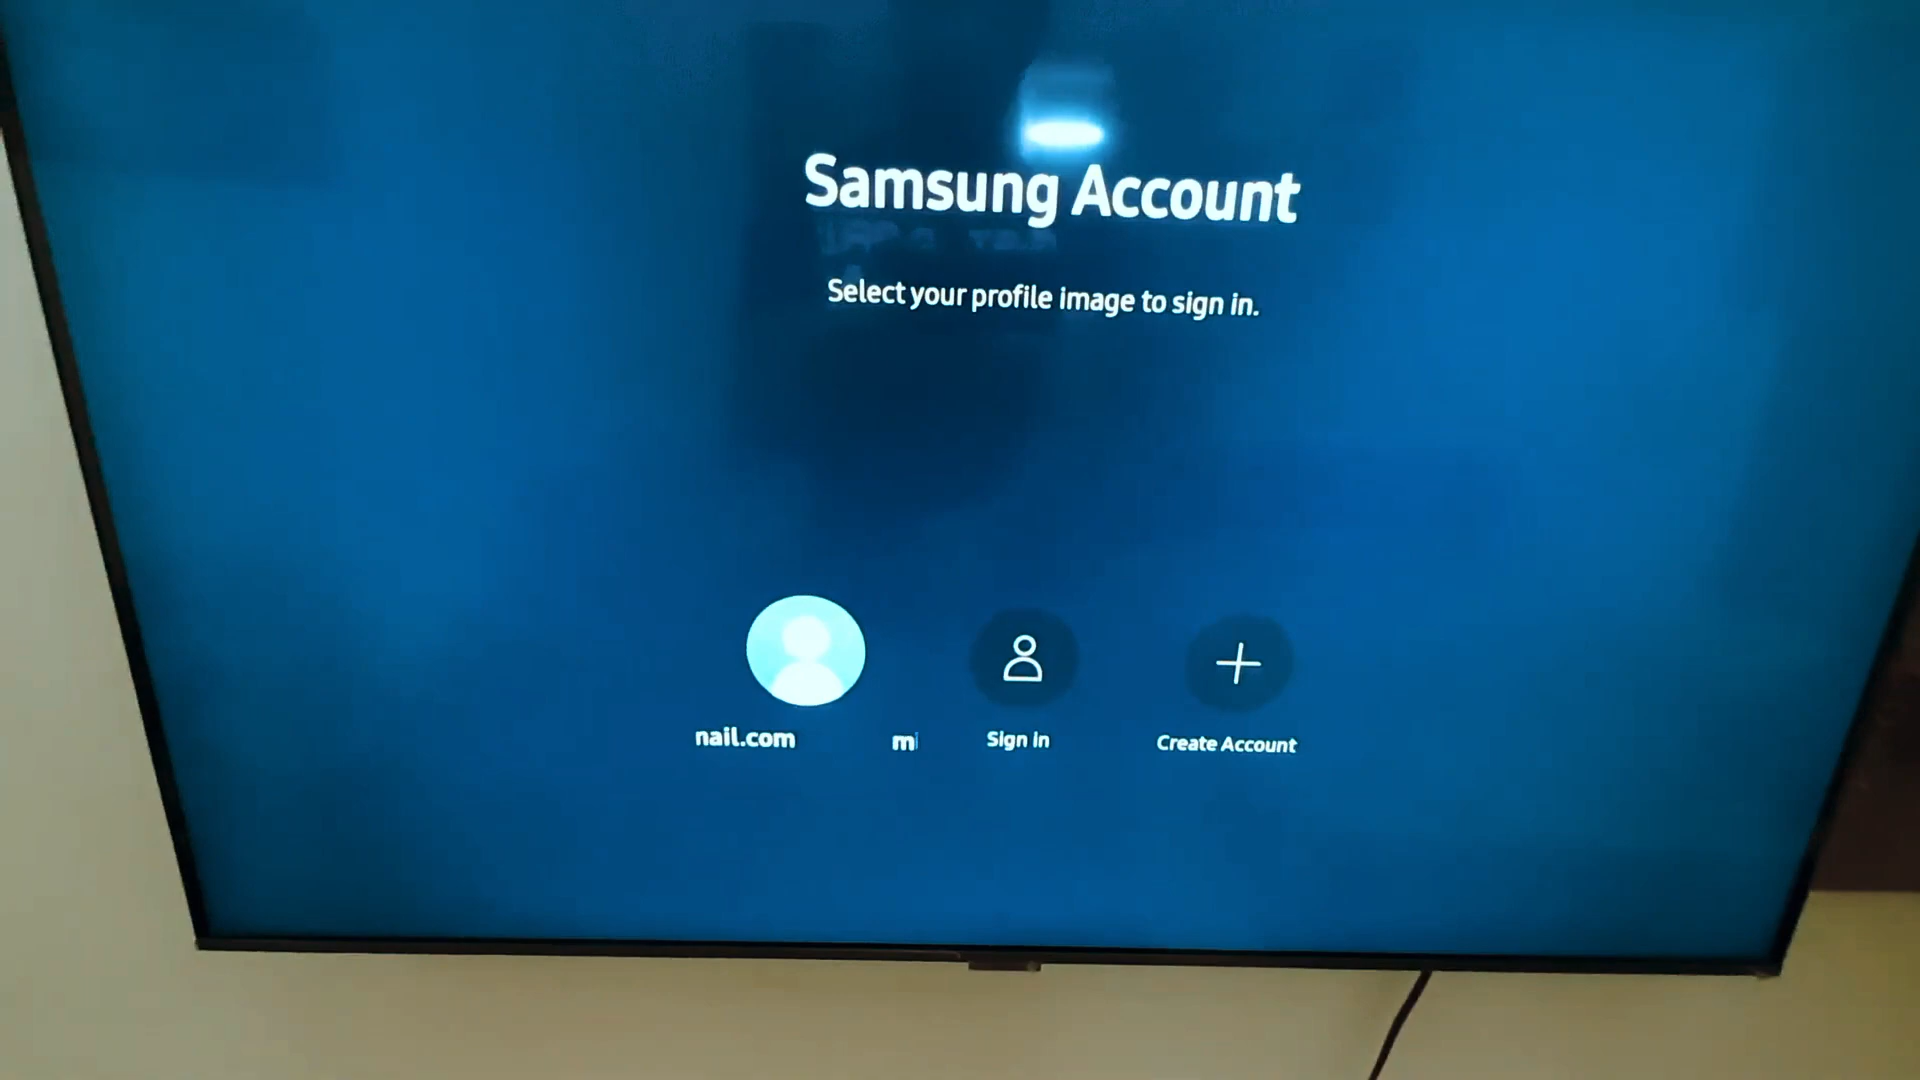 Samsung Account
Select your profile image to sign in.
nail.com m
Sign In
Create Account